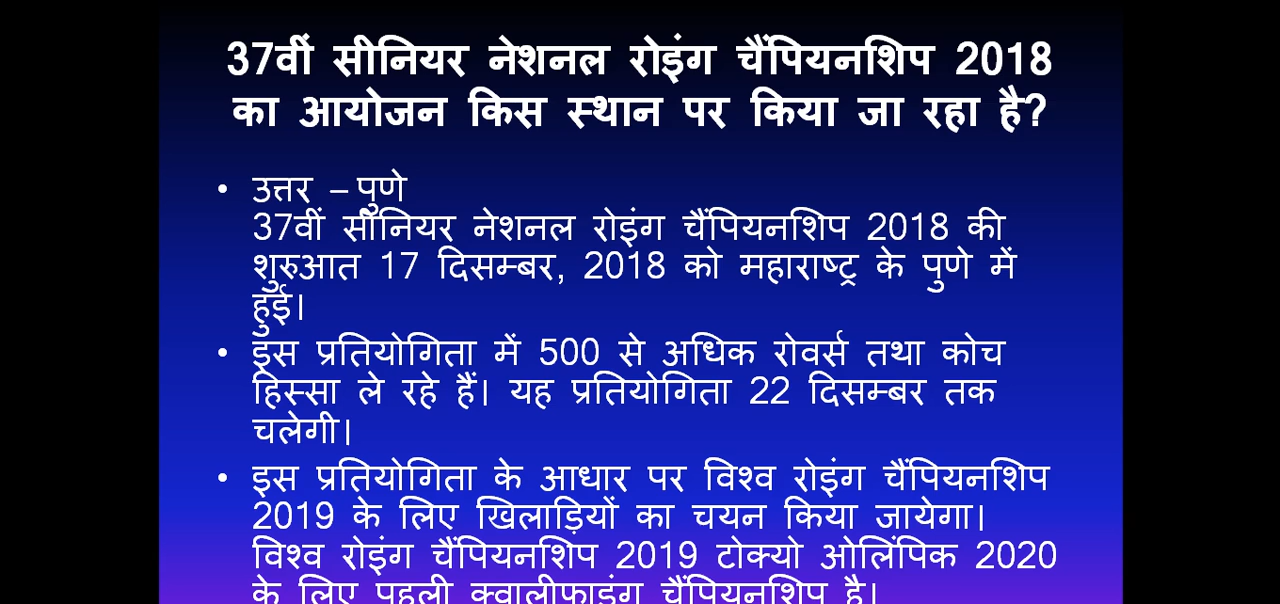 37वीं सीनियर नेशनल रोइंग चैंपियनशिप 2018
का आयोजन किस स्थान पर किया जा रहा है?
• उत्तर – पुणे
37वीं सीनियर नेशनल रोइंग चैंपियनशिप 2018 की
शुरुआत 17 दिसम्बर, 2018 को महाराष्ट्र के पुणे में
हुई।
• इस प्रतियोगिता में 500 से अधिक रोवर्स तथा कोच
हिस्सा ले रहे हैं। यह प्रतियोगिता 22 दिसम्बर तक
चलेगी।
• इस प्रतियोगिता के आधार पर विश्व रोइंग चैंपियनशिप
2019 के लिए खिलाड़ियों का चयन किया जायेगा।
विश्व रोइंग चैंपियनशिप 2019 टोक्यो ओलिंपिक 2020
के लिए पहली क्वालीफाइंग चैंपियनशिप है।